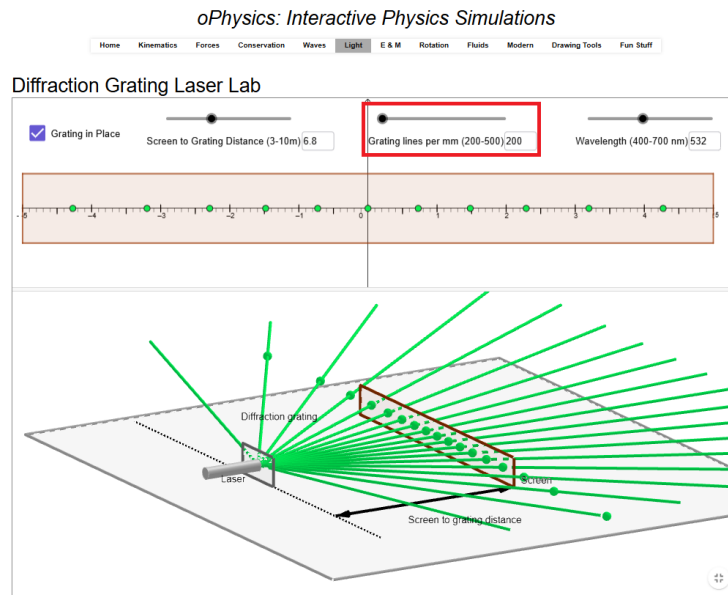 oPhysics: Interactive Physics Simulations
Home Kinematics Forces Conservation Waves Light E & M Rotation Fluids Modern Drawing Tools Fun Stuff
Diffraction Grating Laser Lab
Grating in Place
Screen to Grating Distance (3-10m) 6.8
Grating lines per mm (200-500) 200
Wavelength (400-700 nm) 532
-5 -4 -3 -2 -1 0 1 2 3 4 5
Diffraction grating
Laser
Screen
Screen to grating distance